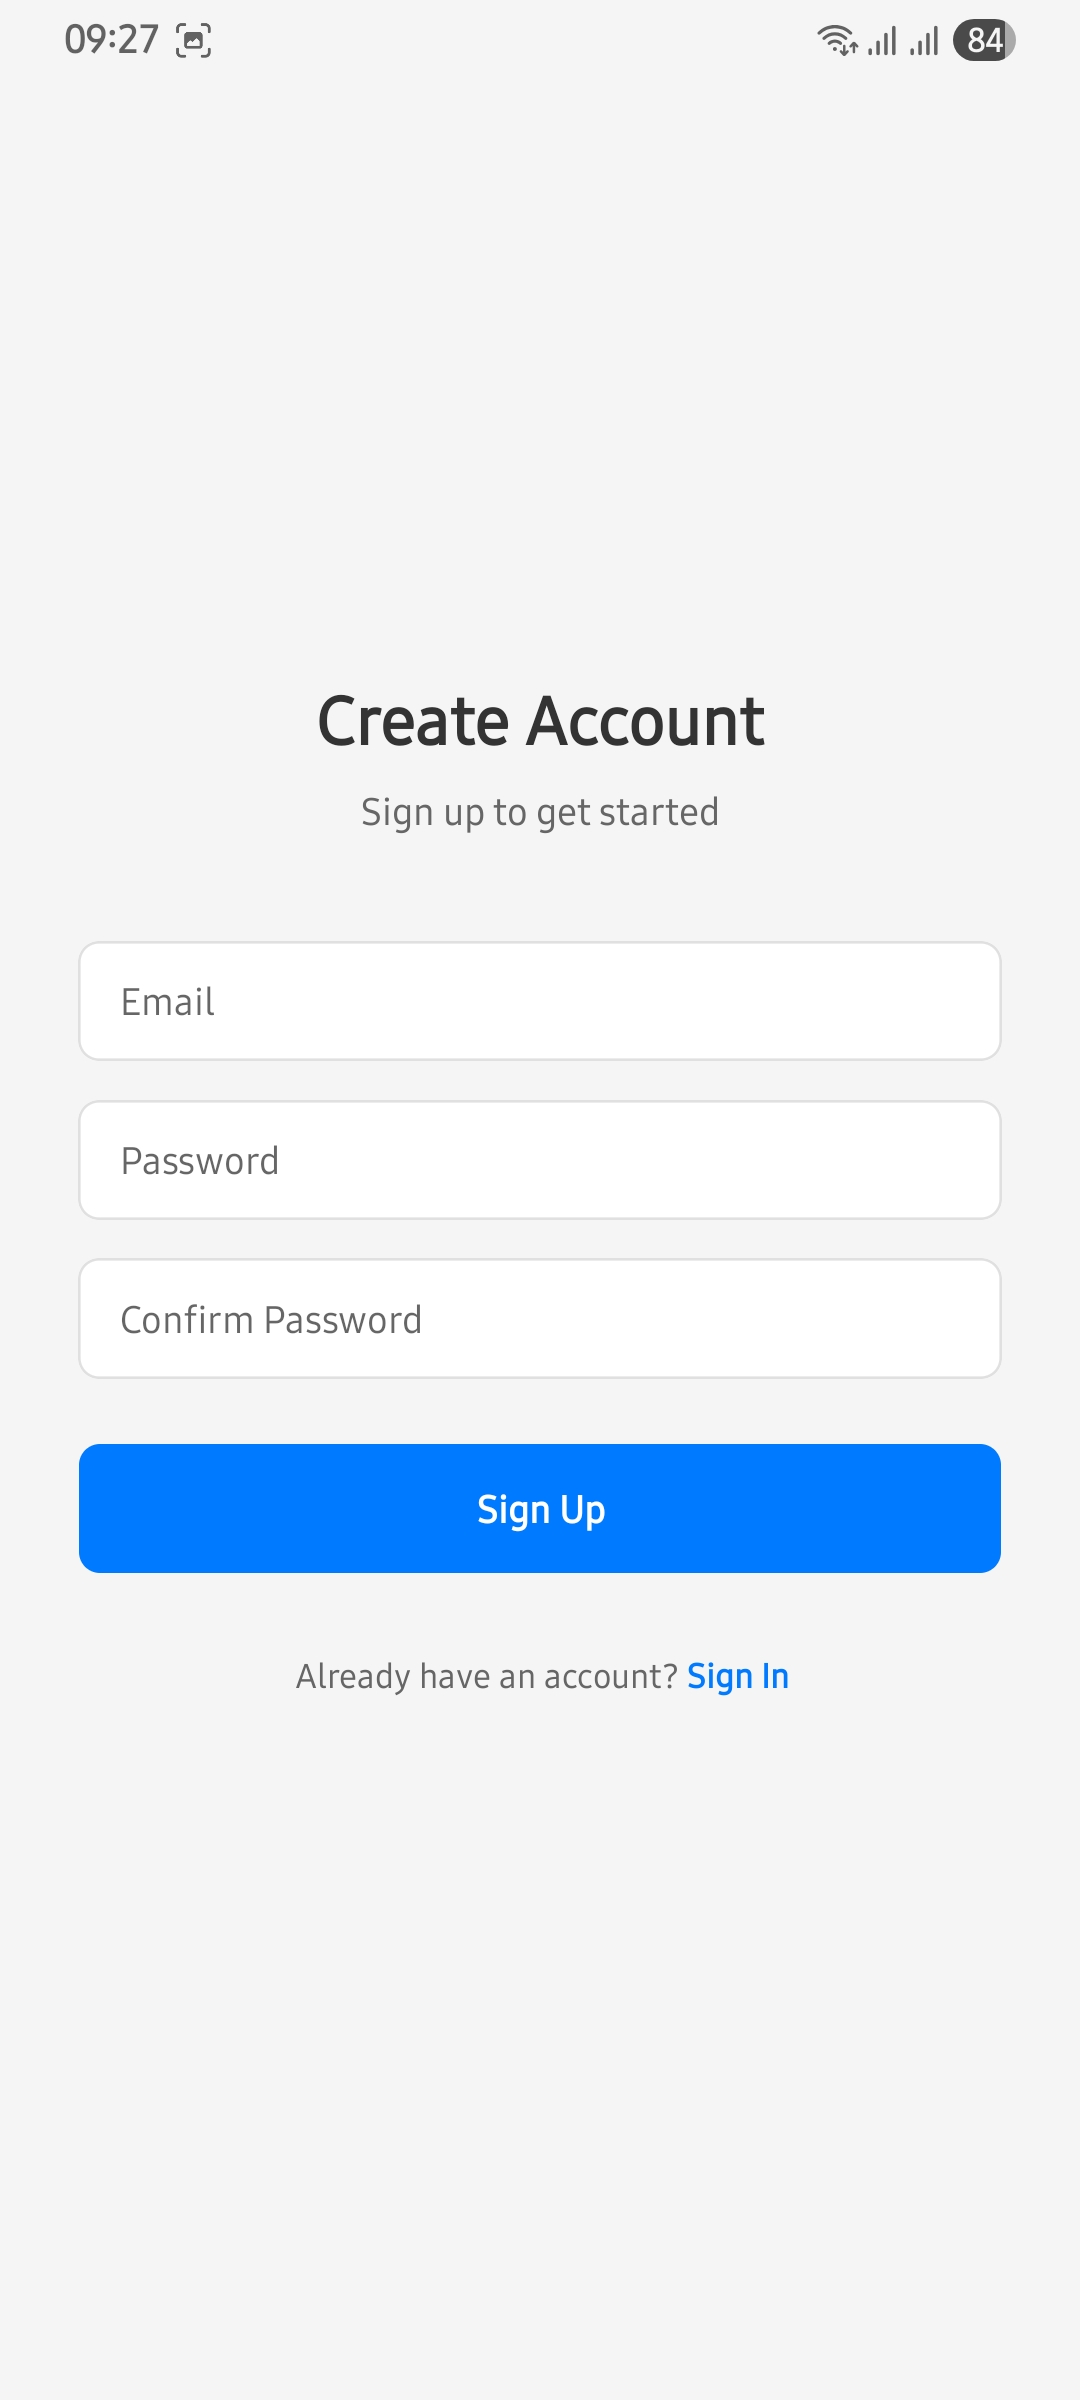 09:27 84
Create Account
Sign up to get started
Email
Password
Confirm Password
Sign Up
Already have an account? Sign In